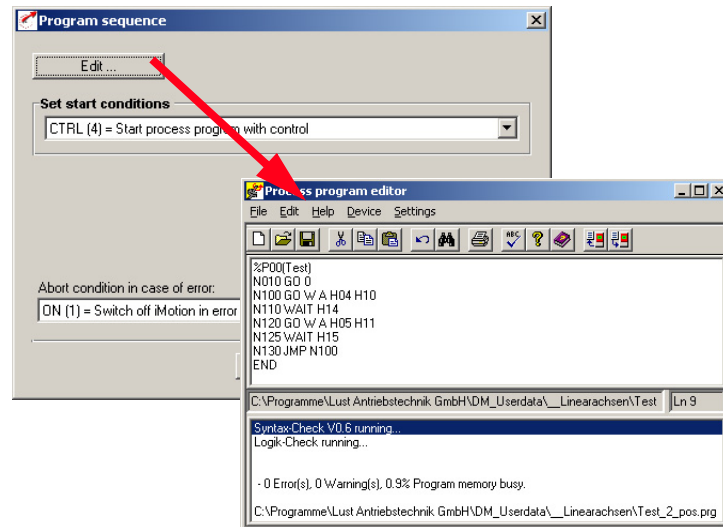 Program sequence
Edit ...
Set start conditions
CTRL (4) = Start process program with control
Abort condition in case of error:
ON (1) = Switch off iMotion in error
Process program editor
File Edit Help Device Settings
ABC
%P00(Test)
N010 GO 0
N100 GO W A H04 H10
N110 WAIT H14
N120 GO W A H05 H11
N125 WAIT H15
N130 JMP N100
END
C:\Programme\Lust Antriebstechnik GmbH\DM_Userdata\__Linearachsen\Test Ln 9
Syntax-Check V0.6 running...
Logik-Check running...
- 0 Error(s), 0 Warning(s), 0.9% Program memory busy.
C:\Programme\Lust Antriebstechnik GmbH\DM_Userdata\__Linearachsen\Test_2_pos.prg